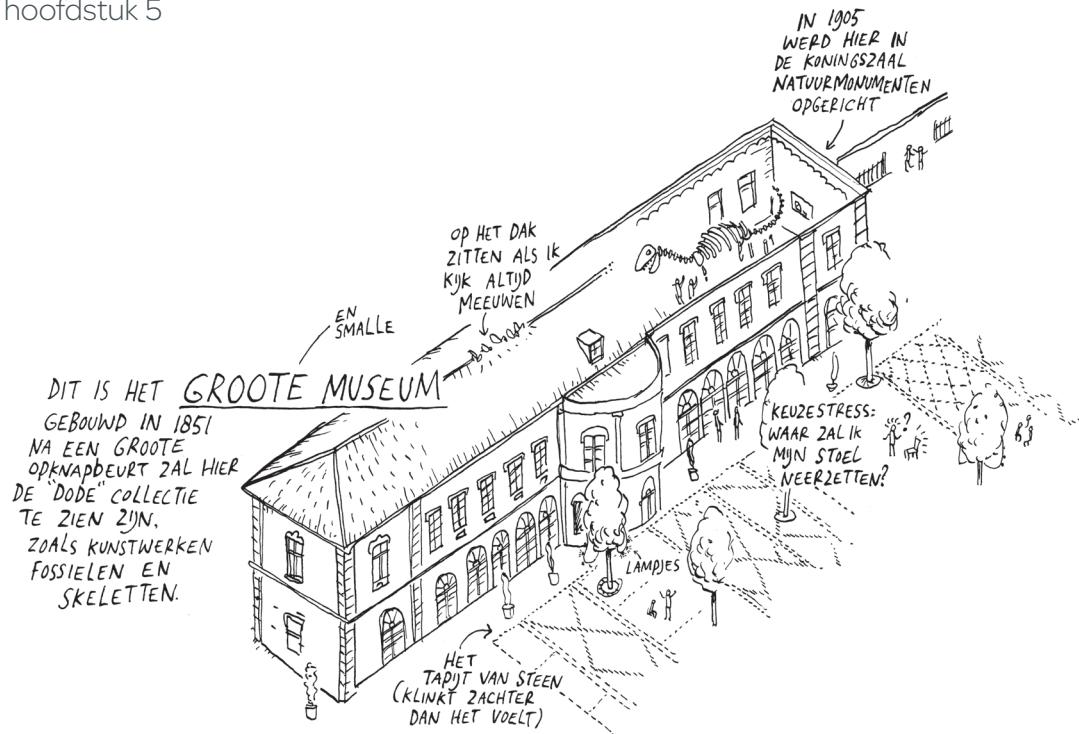 hoofdstuk 5
IN 1905
WERD HIER IN
DE KONINGSZAAL
NATUURMONUMENTEN
OPGERICHT
OP HET DAK
ZITTEN ALS IK
KIJK ALTIJD
MEEUWEN
EN
SMALLE
DIT IS HET GROOTE MUSEUM
GEBOUWD IN 1851
NA EEN GROOTE
OPKNAPBEURT ZAL HIER
DE "DODE" COLLECTIE
TE ZIEN ZIJN,
ZOALS KUNSTWERKEN
FOSSIELEN EN
SKELETTEN.
KEUZESTRESS:
WAAR ZAL IK
MIJN STOEL
NEERZETTEN?
?
LAMPJES
HET
TAPIJT VAN STEEN
(KLINKT ZACHTER
DAN HET VOELT)